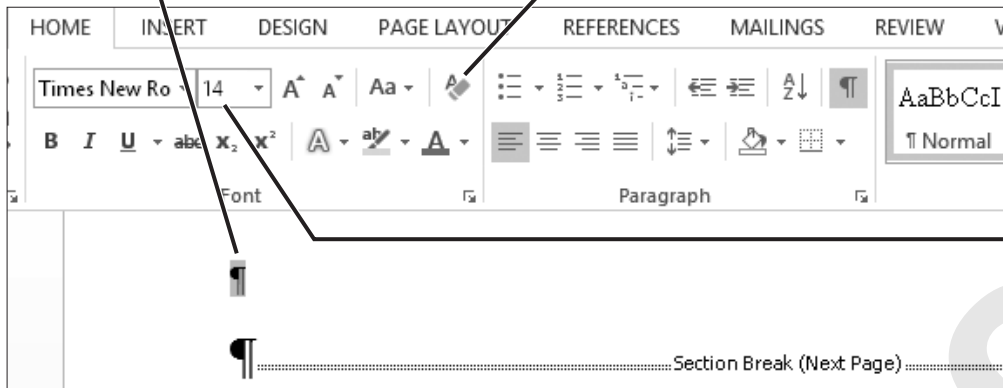 HOME INSERT DESIGN PAGE LAYOUT REFERENCES MAILINGS REVIEW V
Times New Ro 14 A A Aa A A Z ¶ AaBbCcI
B I U abc x₂ x² A ab A ¶ Normal
Font Paragraph
¶
¶ Section Break (Next Page)